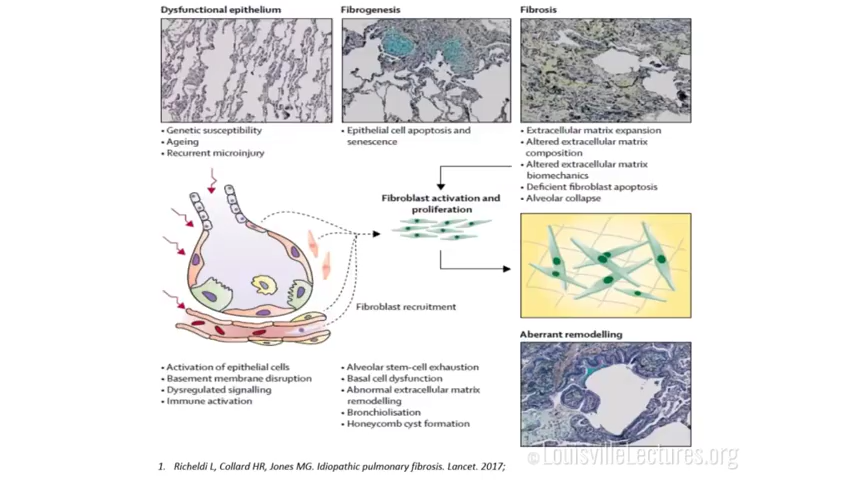 Dysfunctional epithelium
Fibrogenesis
Fibrosis
• Genetic susceptibility
• Ageing
• Recurrent microinjury
• Epithelial cell apoptosis and
senescence
• Extracellular matrix expansion
• Altered extracellular matrix
composition
• Altered extracellular matrix
biomechanics
• Deficient fibroblast apoptosis
• Alveolar collapse
Fibroblast activation and
proliferation
Fibroblast recruitment
Aberrant remodelling
• Activation of epithelial cells
• Basement membrane disruption
• Dysregulated signalling
• Immune activation
• Alveolar stem-cell exhaustion
• Basal cell dysfunction
• Abnormal extracellular matrix
remodelling
• Bronchiolisation
• Honeycomb cyst formation
1. Richeldi L, Collard HR, Jones MG. Idiopathic pulmonary fibrosis. Lancet. 2017;
©LouisvilleLectures.org